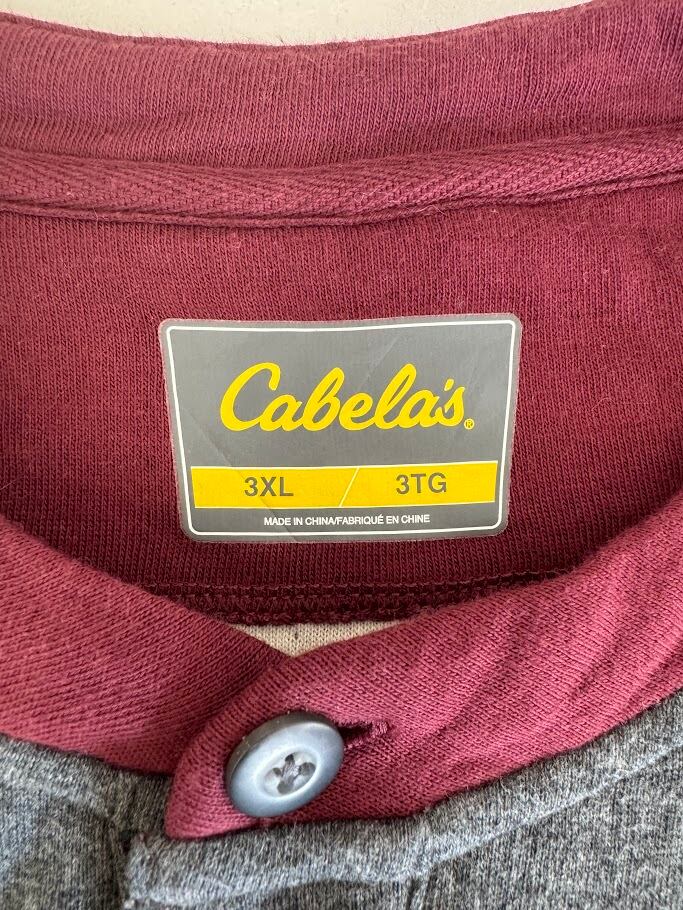 Cabela's®
3XL / 3TG
MADE IN CHINA/FABRIQUÉ EN CHINE